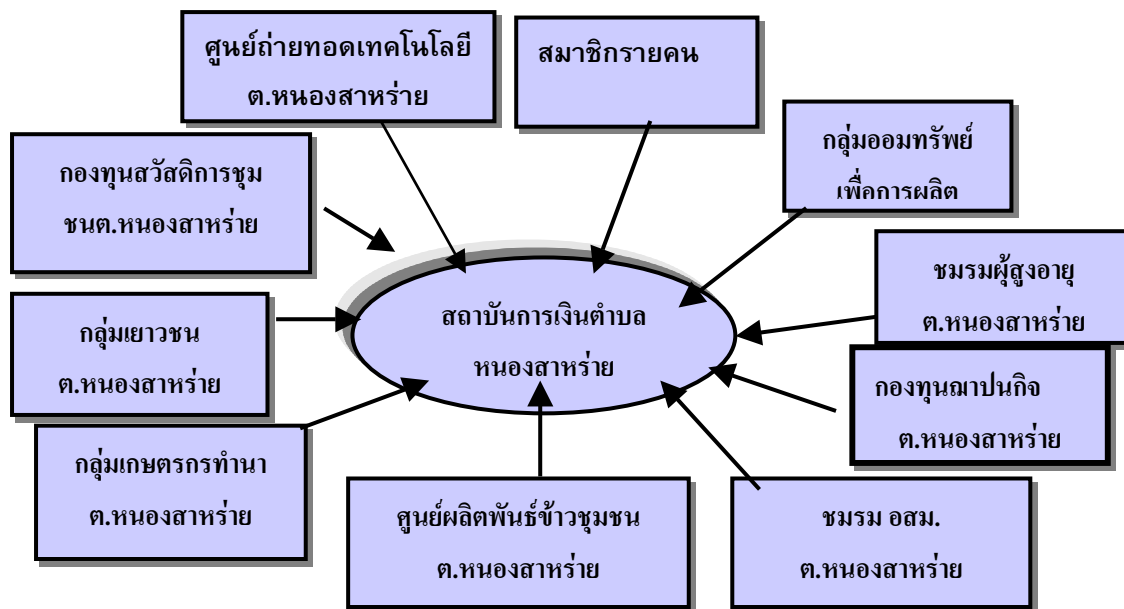 ศูนย์ถ่ายทอดเทคโนโลยี
ต.หนองสาหร่าย
สมาชิกรายคน
กลุ่มออมทรัพย์
เพื่อการผลิต
กองทุนสวัสดิการชุม
ชนต.หนองสาหร่าย
ชมรมผุ้สูงอายุ
ต.หนองสาหร่าย
สถาบันการเงินตำบล
หนองสาหร่าย
กลุ่มเยาวชน
ต.หนองสาหร่าย
กองทุนฌาปนกิจ
ต.หนองสาหร่าย
กลุ่มเกษตรกรทำนา
ต.หนองสาหร่าย
ศูนย์ผลิตพันธ์ข้าวชุมชน
ต.หนองสาหร่าย
ชมรม อสม.
ต.หนองสาหร่าย